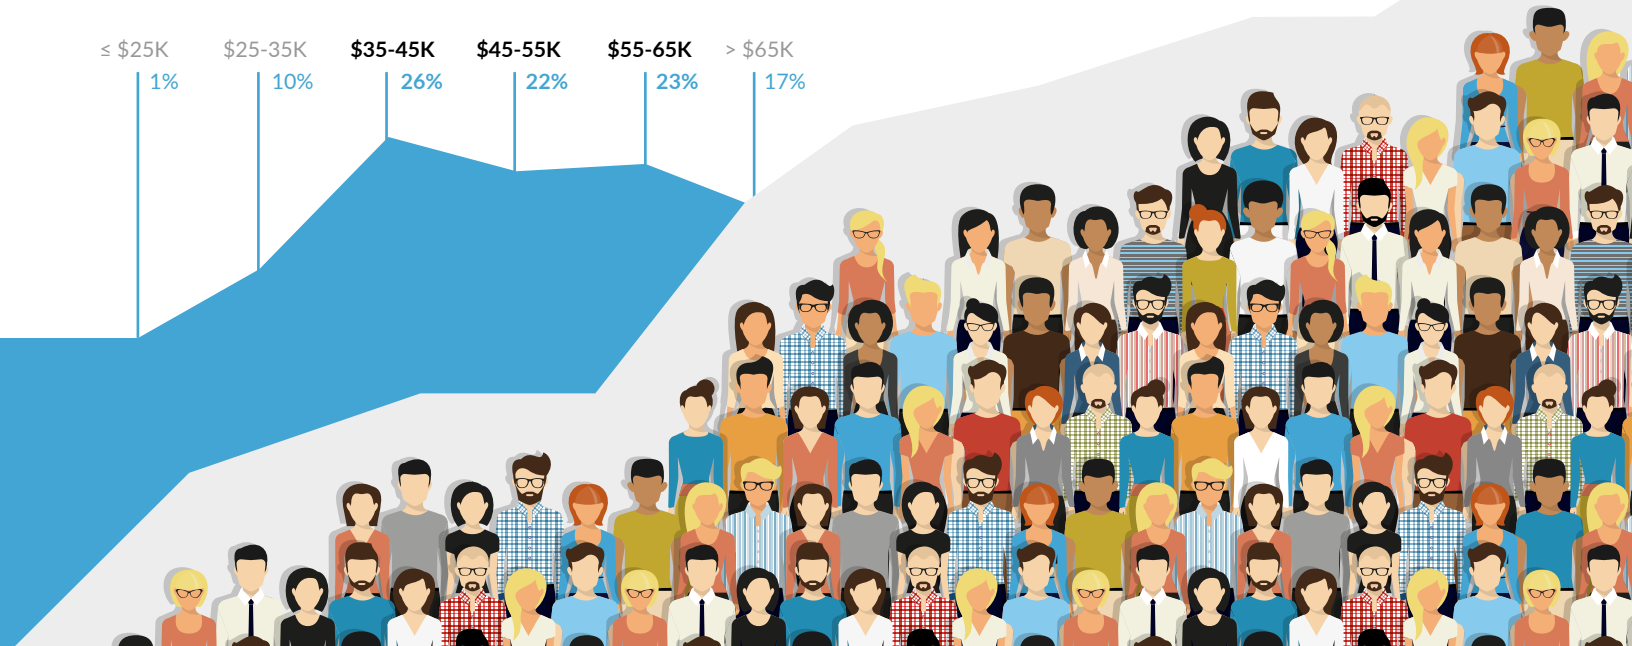 ≤ $25K $25-35K $35-45K $45-55K $55-65K > $65K
1% 10% 26% 22% 23% 17%